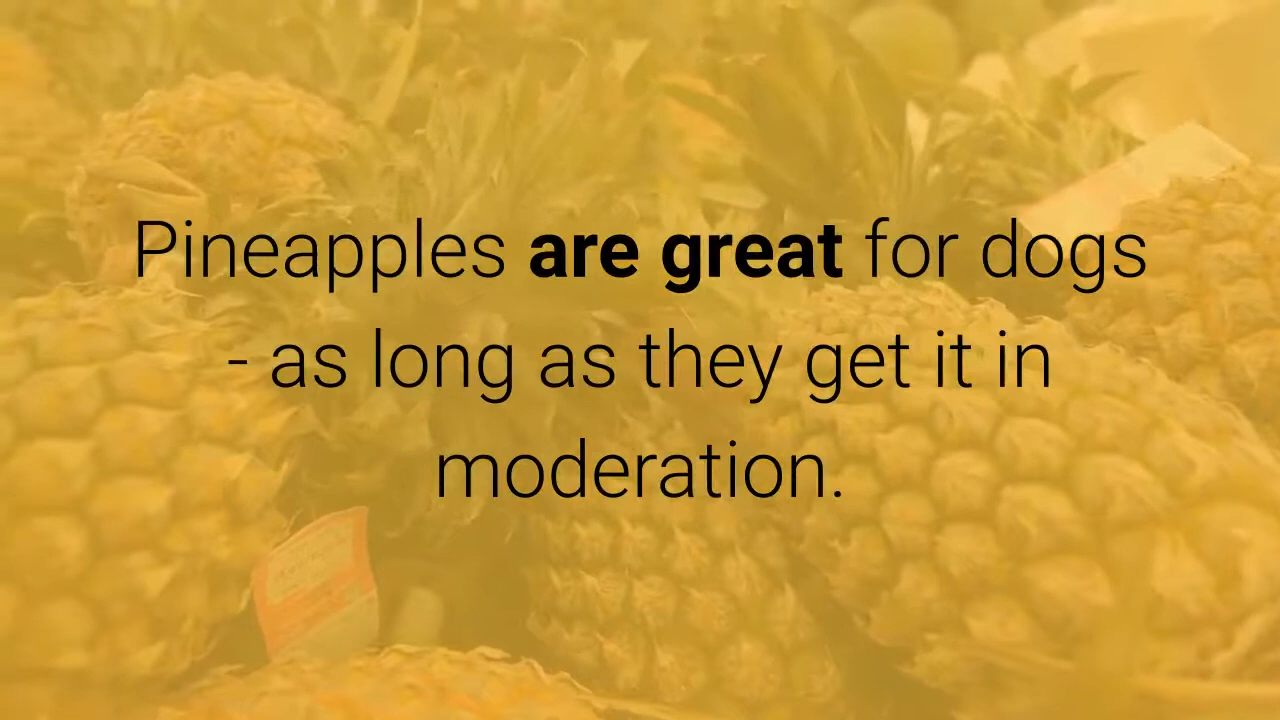 Pineapples are great for dogs
- as long as they get it in
moderation.